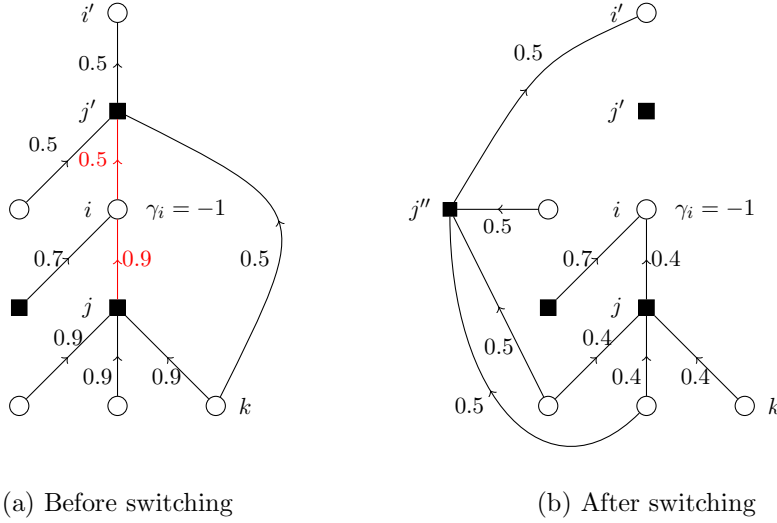 i′
0.5
j′
0.5
0.5
i
γᵢ = −1
0.7
0.9
0.5
j
0.9
0.9
0.9
k
(a) Before switching
i′
0.5
j′
j″
0.5
i
γᵢ = −1
0.7
0.4
j
0.5
0.4
0.4
0.4
0.5
k
(b) After switching